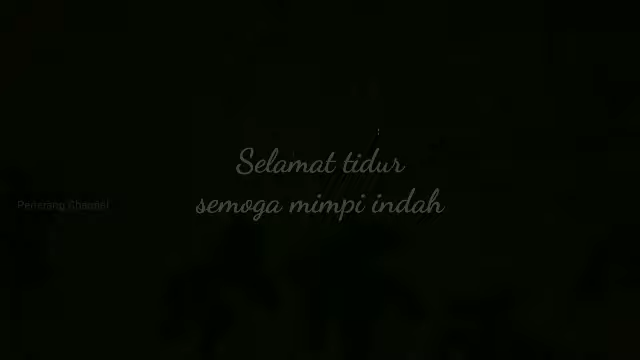 Selamat tidur
semoga mimpi indah
Penerang Channel